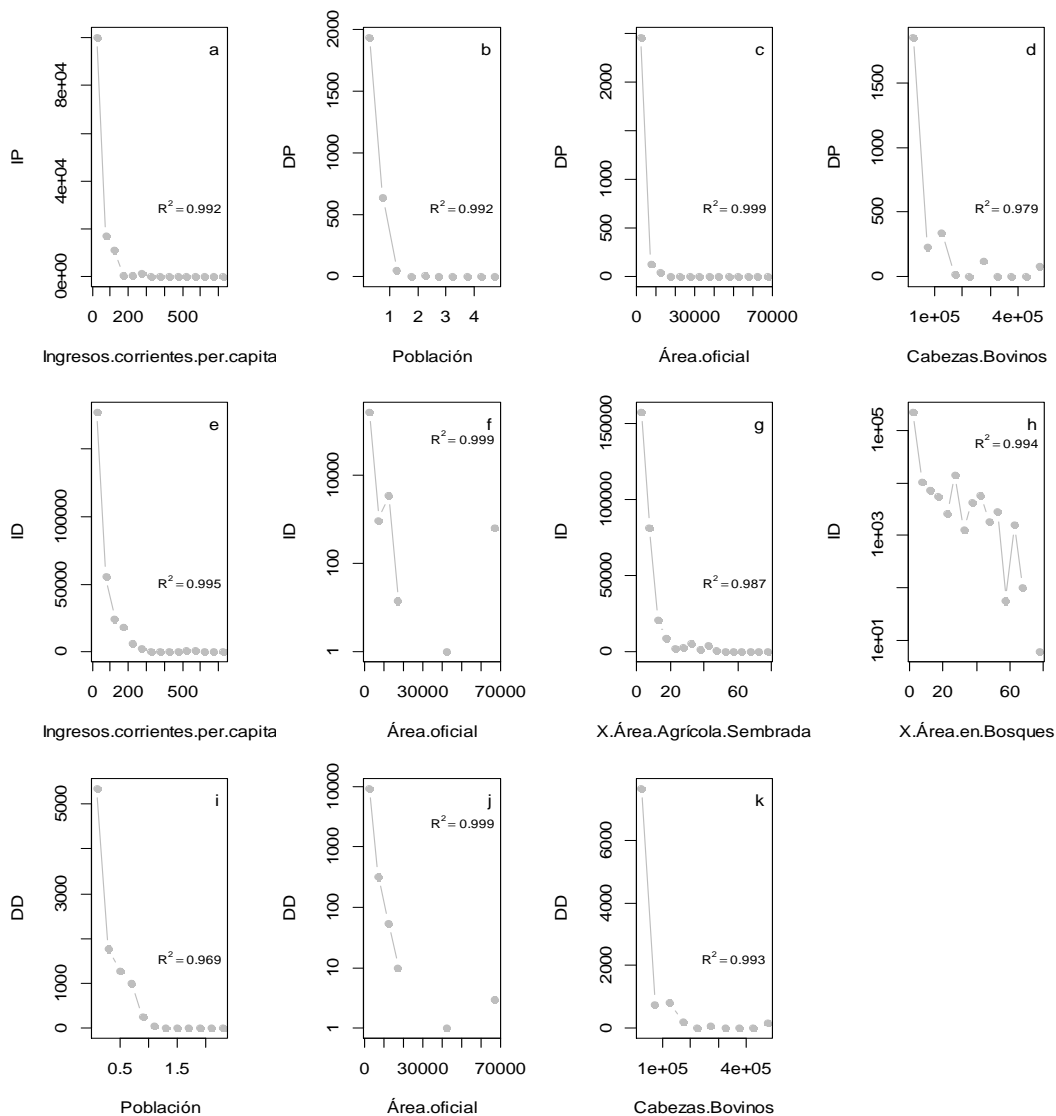 a
IP
0e+00
4e+04
8e+04
R² = 0.992
0 200 500
Ingresos.corrientes.per.capita
b
DP
0
500
1000
1500
2000
R² = 0.992
1 2 3 4
Población
c
DP
0
500
1000
1500
2000
R² = 0.999
0 30000 70000
Área.oficial
d
DP
0
500
1000
1500
R² = 0.979
1e+05 4e+05
Cabezas.Bovinos
e
ID
0
50000
100000
R² = 0.995
0 200 500
Ingresos.corrientes.per.capita
f
ID
1
100
10000
R² = 0.999
0 30000 70000
Área.oficial
g
ID
0
50000
100000
150000
R² = 0.987
0 20 60
X.Área.Agrícola.Sembrada
h
ID
1e+01
1e+03
1e+05
R² = 0.994
0 20 60
X.Área.en.Bosques
i
DD
0
1000
3000
5000
R² = 0.969
0.5 1.5
Población
j
DD
1
10
100
1000
10000
R² = 0.999
0 30000 70000
Área.oficial
k
DD
0
2000
4000
6000
R² = 0.993
1e+05 4e+05
Cabezas.Bovinos